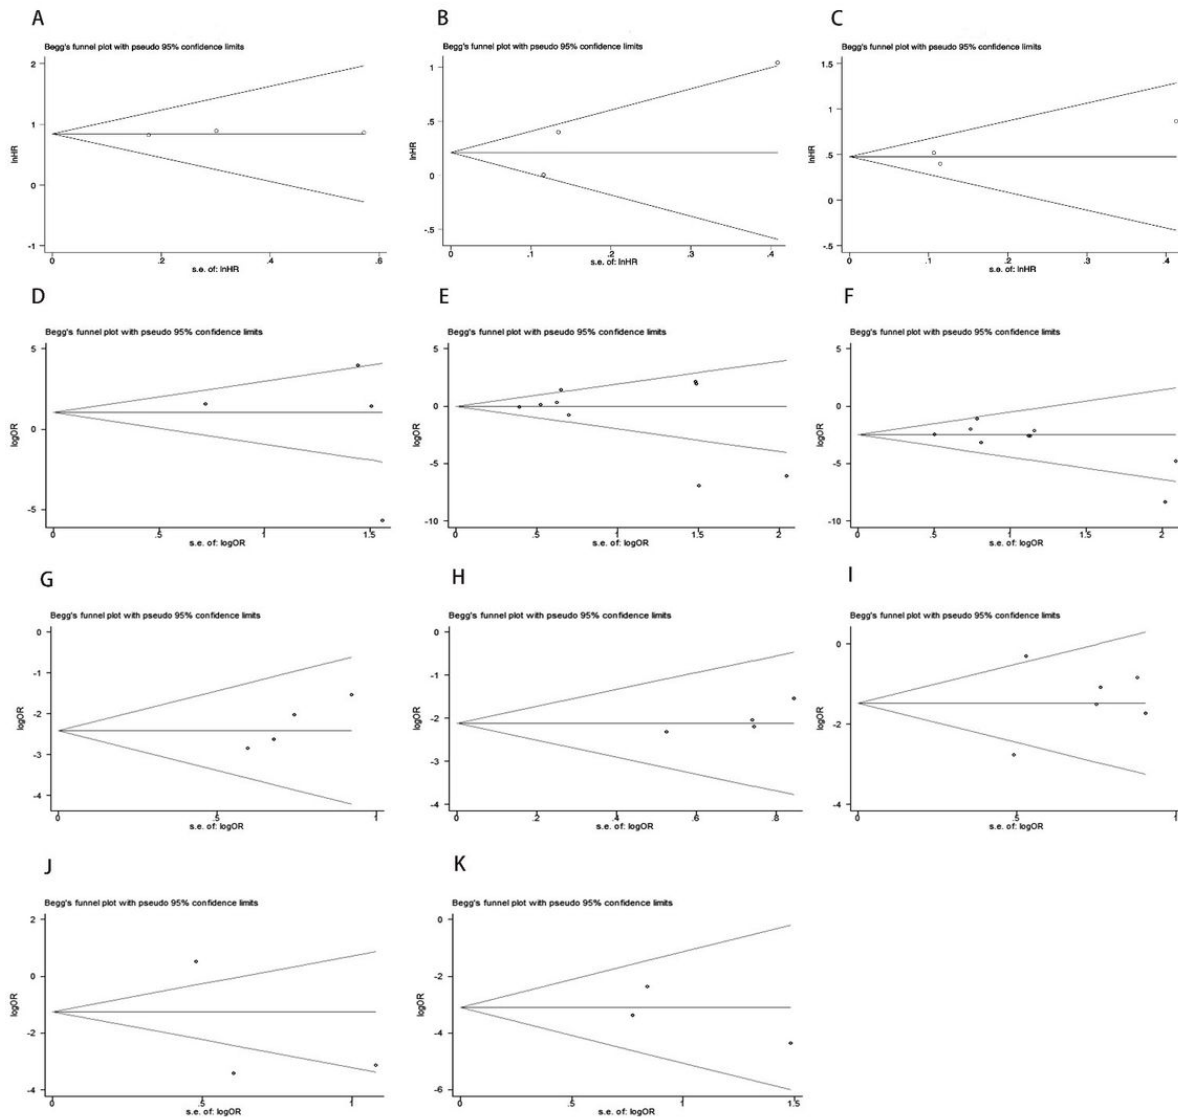 A
Begg's funnel plot with pseudo 95% confidence limits
2
1
0
-1
lnHR
0
.2
.4
.6
s.e. of: lnHR
B
Begg's funnel plot with pseudo 95% confidence limits
1
.5
0
-.5
lnHR
0
.1
.2
.3
.4
s.e. of: lnHR
C
Begg's funnel plot with pseudo 95% confidence limits
1.5
1
.5
0
-.5
lnHR
0
.1
.2
.3
.4
s.e. of: lnHR
D
Begg's funnel plot with pseudo 95% confidence limits
5
0
-5
logOR
0
.5
1
1.5
s.e. of: logOR
E
Begg's funnel plot with pseudo 95% confidence limits
5
0
-5
-10
logOR
0
.5
1
1.5
2
s.e. of: logOR
F
Begg's funnel plot with pseudo 95% confidence limits
5
0
-5
-10
logOR
0
.5
1
1.5
2
s.e. of: logOR
G
Begg's funnel plot with pseudo 95% confidence limits
0
-1
-2
-3
-4
logOR
0
.5
1
s.e. of: logOR
H
Begg's funnel plot with pseudo 95% confidence limits
0
-1
-2
-3
-4
logOR
0
.2
.4
.6
.8
s.e. of: logOR
I
Begg's funnel plot with pseudo 95% confidence limits
0
-2
-4
logOR
0
.5
1
s.e. of: logOR
J
Begg's funnel plot with pseudo 95% confidence limits
2
0
-2
-4
logOR
0
.5
1
s.e. of: logOR
K
Begg's funnel plot with pseudo 95% confidence limits
0
-2
-4
-6
logOR
0
.5
1
1.5
s.e. of: logOR